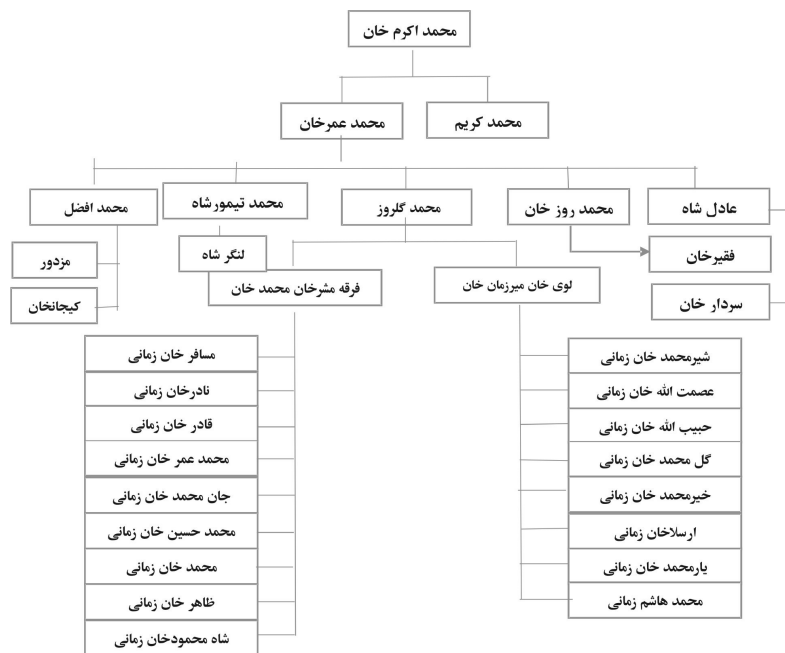 محمد اکرم خان
محمد کریم
محمد عمرخان
عادل شاه
محمد روز خان
محمد گلروز
محمد تیمورشاه
محمد افضل
فقیرخان
لنگر شاه
مزدور
سردار خان
لوی خان میرزمان خان
فرقه مشرخان محمد خان
کیجانخان
شیرمحمد خان زمانی
عصمت الله خان زمانی
حبیب الله خان زمانی
گل محمد خان زمانی
خیرمحمد خان زمانی
ارسلاخان زمانی
یارمحمد خان زمانی
محمد هاشم زمانی
مسافر خان زمانی
نادرخان زمانی
قادر خان زمانی
محمد عمر خان زمانی
جان محمد خان زمانی
محمد حسین خان زمانی
محمد خان زمانی
ظاهر خان زمانی
شاه محمودخان زمانی